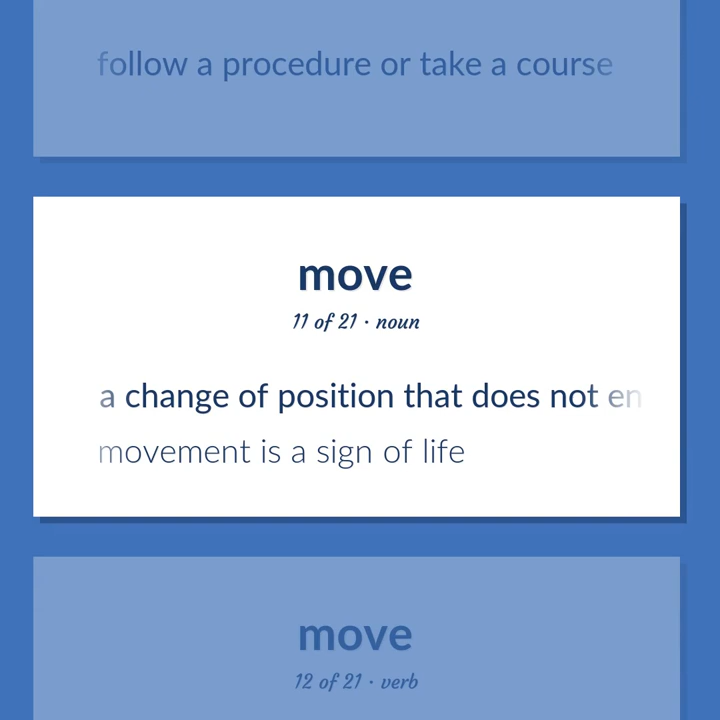 follow a procedure or take a course
move
11 of 21 · noun
a change of position that does not en
movement is a sign of life
move
12 of 21 · verb